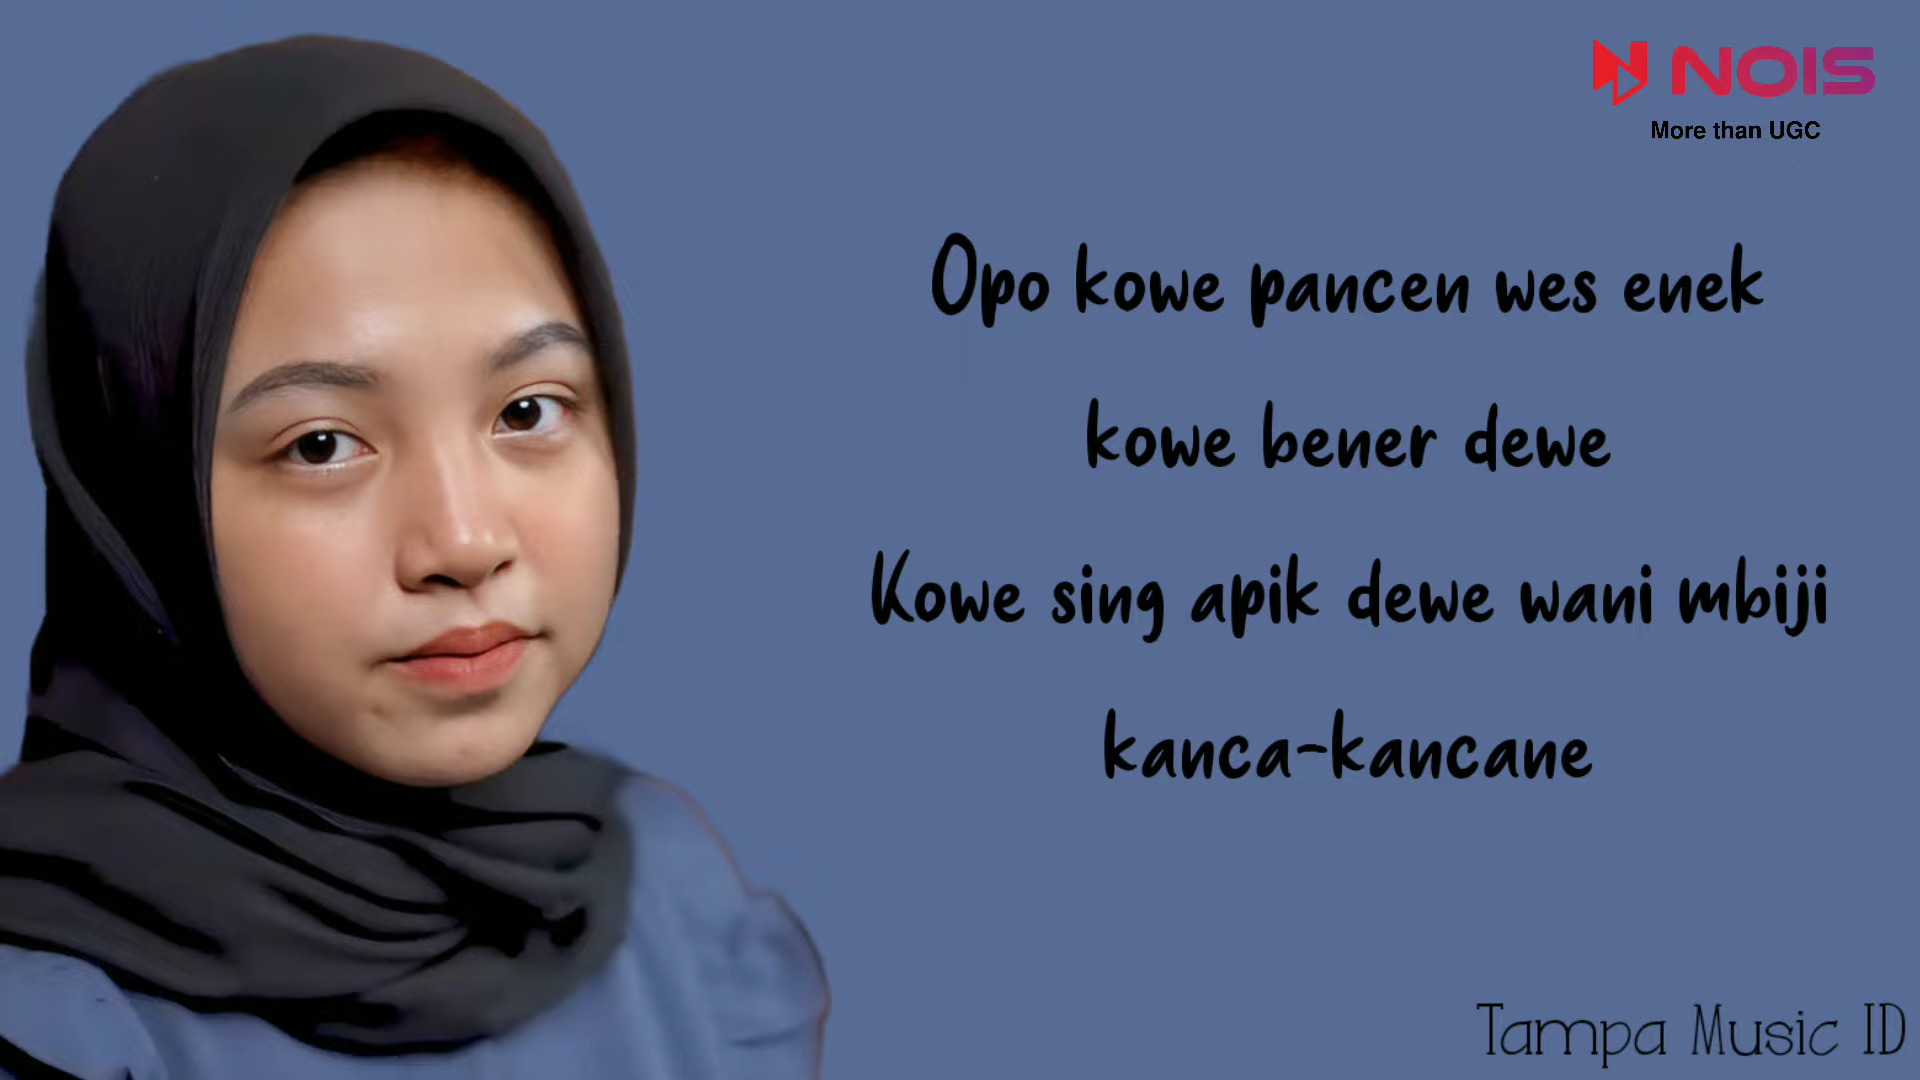 NOIS
More than UGC
Opo kowe pancen wes enek
kowe bener dewe
Kowe sing apik dewe wani mbiji
kanca-kancane
Tampa Music ID